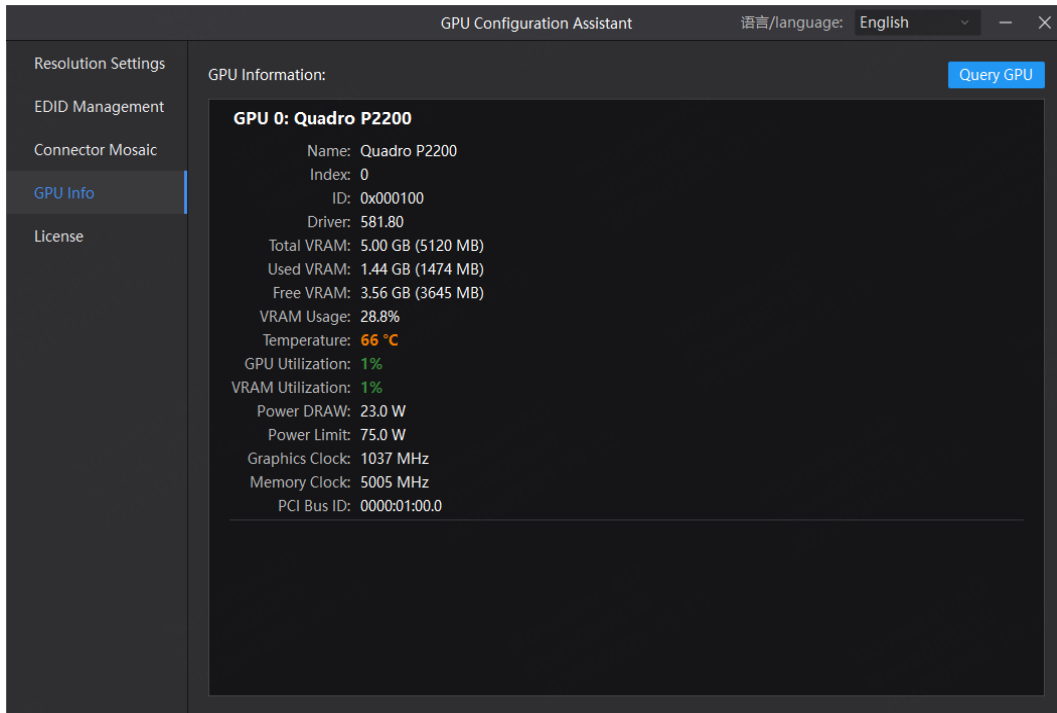 GPU Configuration Assistant 语言/language: English
Resolution Settings
EDID Management
Connector Mosaic
GPU Info
License
GPU Information: Query GPU
GPU 0: Quadro P2200
Name: Quadro P2200
Index: 0
ID: 0x000100
Driver: 581.80
Total VRAM: 5.00 GB (5120 MB)
Used VRAM: 1.44 GB (1474 MB)
Free VRAM: 3.56 GB (3645 MB)
VRAM Usage: 28.8%
Temperature: 66 °C
GPU Utilization: 1%
VRAM Utilization: 1%
Power DRAW: 23.0 W
Power Limit: 75.0 W
Graphics Clock: 1037 MHz
Memory Clock: 5005 MHz
PCI Bus ID: 0000:01:00.0